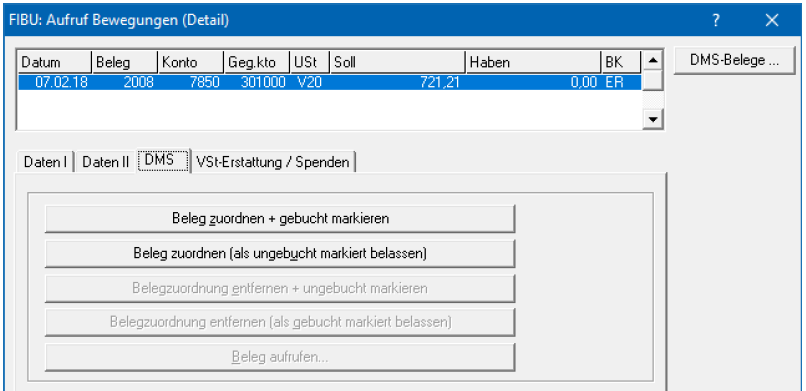 FIBU: Aufruf Bewegungen (Detail) ? ×
Datum Beleg Konto Geg.kto USt Soll Haben BK
07.02.18 2008 7850 301000 V20 721,21 0,00 ER
DMS-Belege ...
Daten I Daten II DMS VSt-Erstattung / Spenden
Beleg zuordnen + gebucht markieren
Beleg zuordnen (als ungebucht markiert belassen)
Belegzuordnung entfernen + ungebucht markieren
Belegzuordnung entfernen (als gebucht markiert belassen)
Beleg aufrufen...